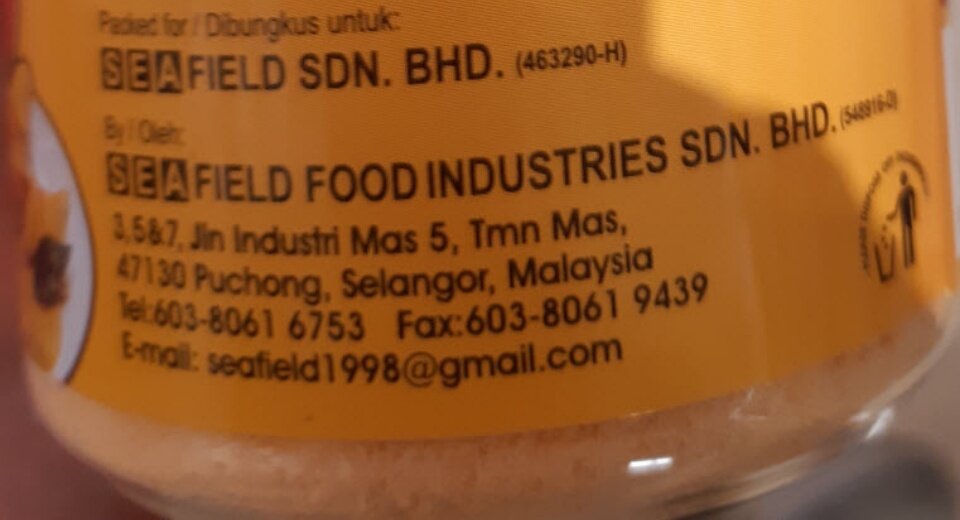 Packed for / Dibungkus untuk:
SEAFIELD SDN. BHD. (463290-H)
By / Oleh:
SEAFIELD FOOD INDUSTRIES SDN. BHD. (548916-D)
3,5&7, Jln Industri Mas 5, Tmn Mas,
47130 Puchong, Selangor, Malaysia
Tel:603-8061 6753 Fax:603-8061 9439
E-mail: seafield1998@gmail.com